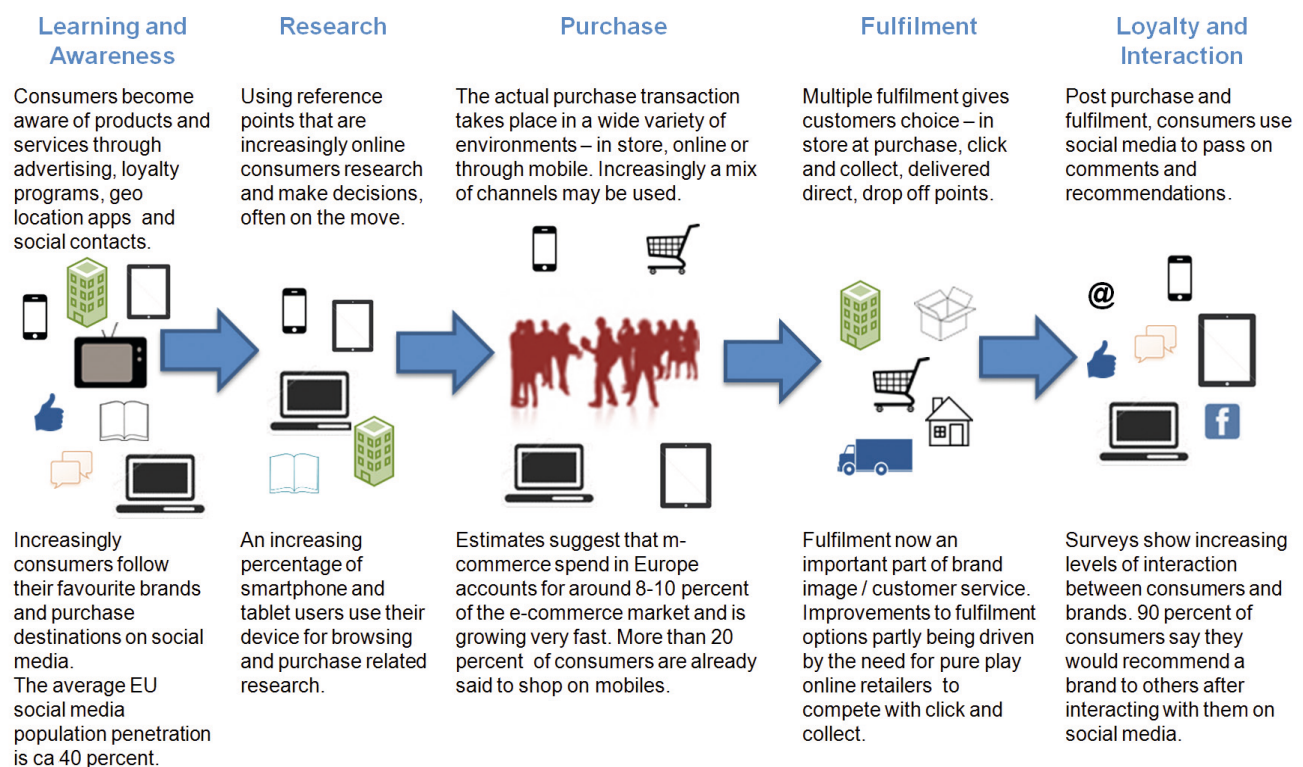 Learning and
Awareness
Consumers become
aware of products and
services through
advertising, loyalty
programs, geo
location apps and
social contacts.
Increasingly
consumers follow
their favourite brands
and purchase
destinations on social
media.
The average EU
social media
population penetration
is ca 40 percent.
Research
Using reference
points that are
increasingly online
consumers research
and make decisions,
often on the move.
An increasing
percentage of
smartphone and
tablet users use their
device for browsing
and purchase related
research.
Purchase
The actual purchase transaction
takes place in a wide variety of
environments – in store, online or
through mobile. Increasingly a mix
of channels may be used.
Estimates suggest that m-
commerce spend in Europe
accounts for around 8-10 percent
of the e-commerce market and is
growing very fast. More than 20
percent of consumers are already
said to shop on mobiles.
Fulfilment
Multiple fulfilment gives
customers choice – in
store at purchase, click
and collect, delivered
direct, drop off points.
Fulfilment now an
important part of brand
image / customer service.
Improvements to fulfilment
options partly being driven
by the need for pure play
online retailers to
compete with click and
collect.
Loyalty and
Interaction
Post purchase and
fulfilment, consumers use
social media to pass on
comments and
recommendations.
@
f
Surveys show increasing
levels of interaction
between consumers and
brands. 90 percent of
consumers say they
would recommend a
brand to others after
interacting with them on
social media.